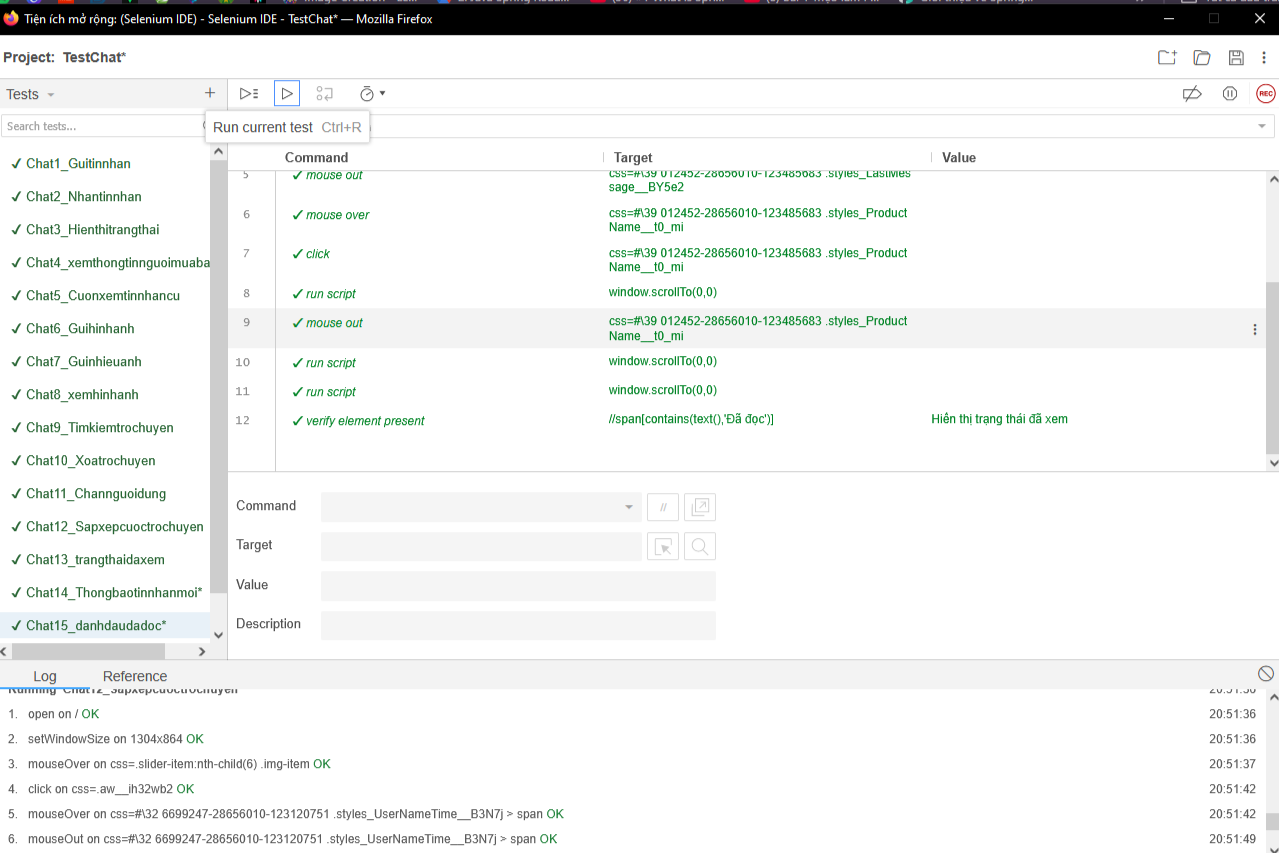 Tiện ích mở rộng: (Selenium IDE) - Selenium IDE - TestChat* — Mozilla Firefox
Project: TestChat*
Tests
Run current test Ctrl+R
Search tests...
Command Target Value
Chat1_Guitinnhan
Chat2_Nhantinnhan
Chat3_Hienthitrangthai
Chat4_xemthongtinnguoimuaba
Chat5_Cuonxemtinnhancu
Chat6_Guihinhanh
Chat7_Guinhieuanh
Chat8_xemhinhanh
Chat9_Timkiemtrochuyen
Chat10_Xoatrochuyen
Chat11_Channguoidung
Chat12_Sapxepcuoctrochuyen
Chat13_trangthaidaxem
Chat14_Thongbaotinnhanmoi*
Chat15_danhdaudadoc*
5 ✓ mouse out css=#\39 012452-28656010-123485683 .styles_LastMes
sage__BY5e2
6 ✓ mouse over css=#\39 012452-28656010-123485683 .styles_Product
Name__t0_mi
7 ✓ click css=#\39 012452-28656010-123485683 .styles_Product
Name__t0_mi
8 ✓ run script window.scrollTo(0,0)
9 ✓ mouse out css=#\39 012452-28656010-123485683 .styles_Product
Name__t0_mi
10 ✓ run script window.scrollTo(0,0)
11 ✓ run script window.scrollTo(0,0)
12 ✓ verify element present //span[contains(text(),'Đã đọc')] Hiển thị trạng thái đã xem
Command //
Target
Value
Description
REC
Log Reference
Running 'Chat12_Sapxepcuoctrochuyen' 20:51:36
1. open on / OK 20:51:36
2. setWindowSize on 1304x864 OK 20:51:36
3. mouseOver on css=.slider-item:nth-child(6) .img-item OK 20:51:37
4. click on css=.aw__ih32wb2 OK 20:51:42
5. mouseOver on css=#\32 6699247-28656010-123120751 .styles_UserNameTime__B3N7j > span OK 20:51:42
6. mouseOut on css=#\32 6699247-28656010-123120751 .styles_UserNameTime__B3N7j > span OK 20:51:49